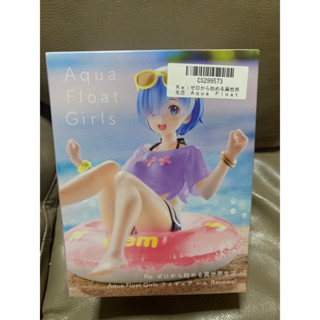 Aqua
Float
Girls
CS299573
Re:ゼロから始める異世界
生活 Aqua Float
Rem
Re:ゼロから始める異世界生活
Aqua Float Girls フィギュア レム Renewal